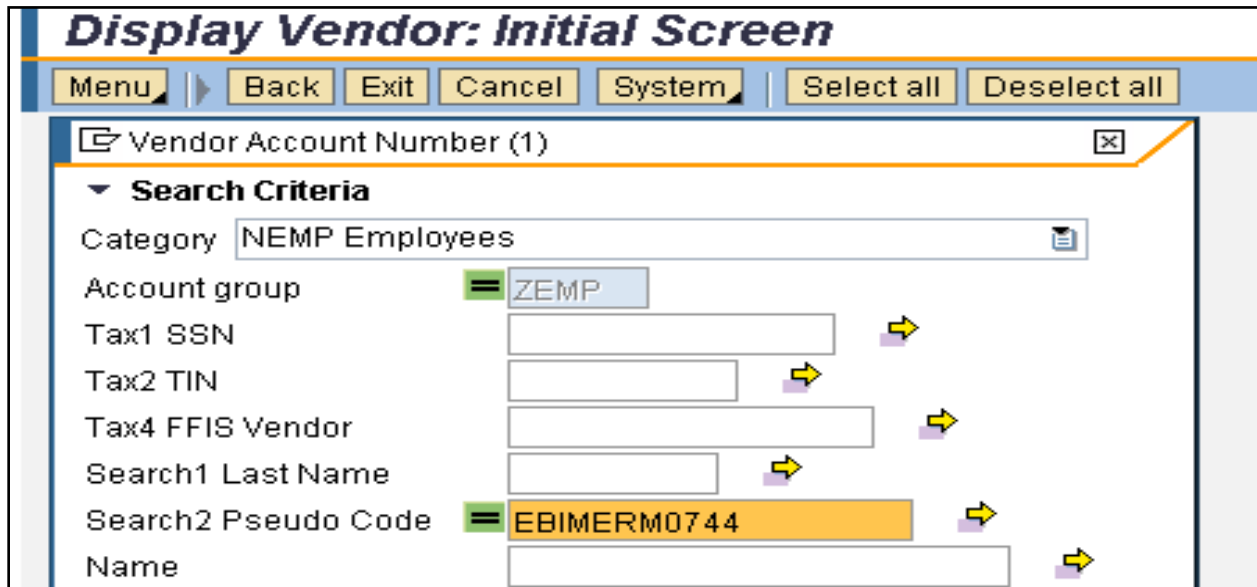 Display Vendor: Initial Screen
Menu Back Exit Cancel System Select all Deselect all
Vendor Account Number (1)
Search Criteria
Category NEMP Employees
Account group = ZEMP
Tax1 SSN
Tax2 TIN
Tax4 FFIS Vendor
Search1 Last Name
Search2 Pseudo Code = EBIMERM0744
Name